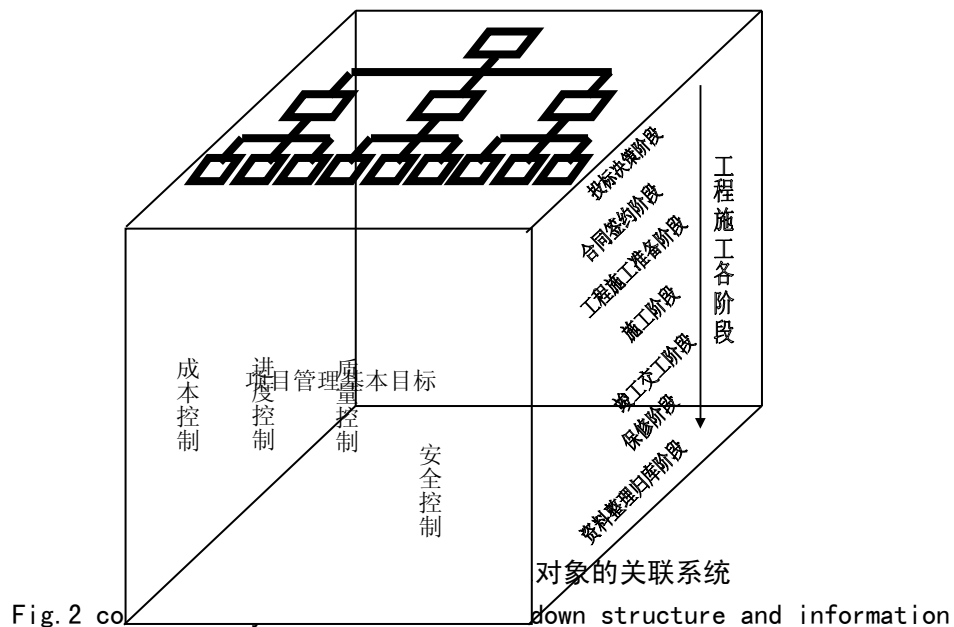 投标决策阶段
合同签约阶段
工程施工准备阶段
施工阶段
竣工交工阶段
保修阶段
资料整理归库阶段
工程施工各阶段
项目管理基本目标
成本控制
进度控制
质量控制
安全控制
对象的关联系统
Fig.2 co
down structure and information